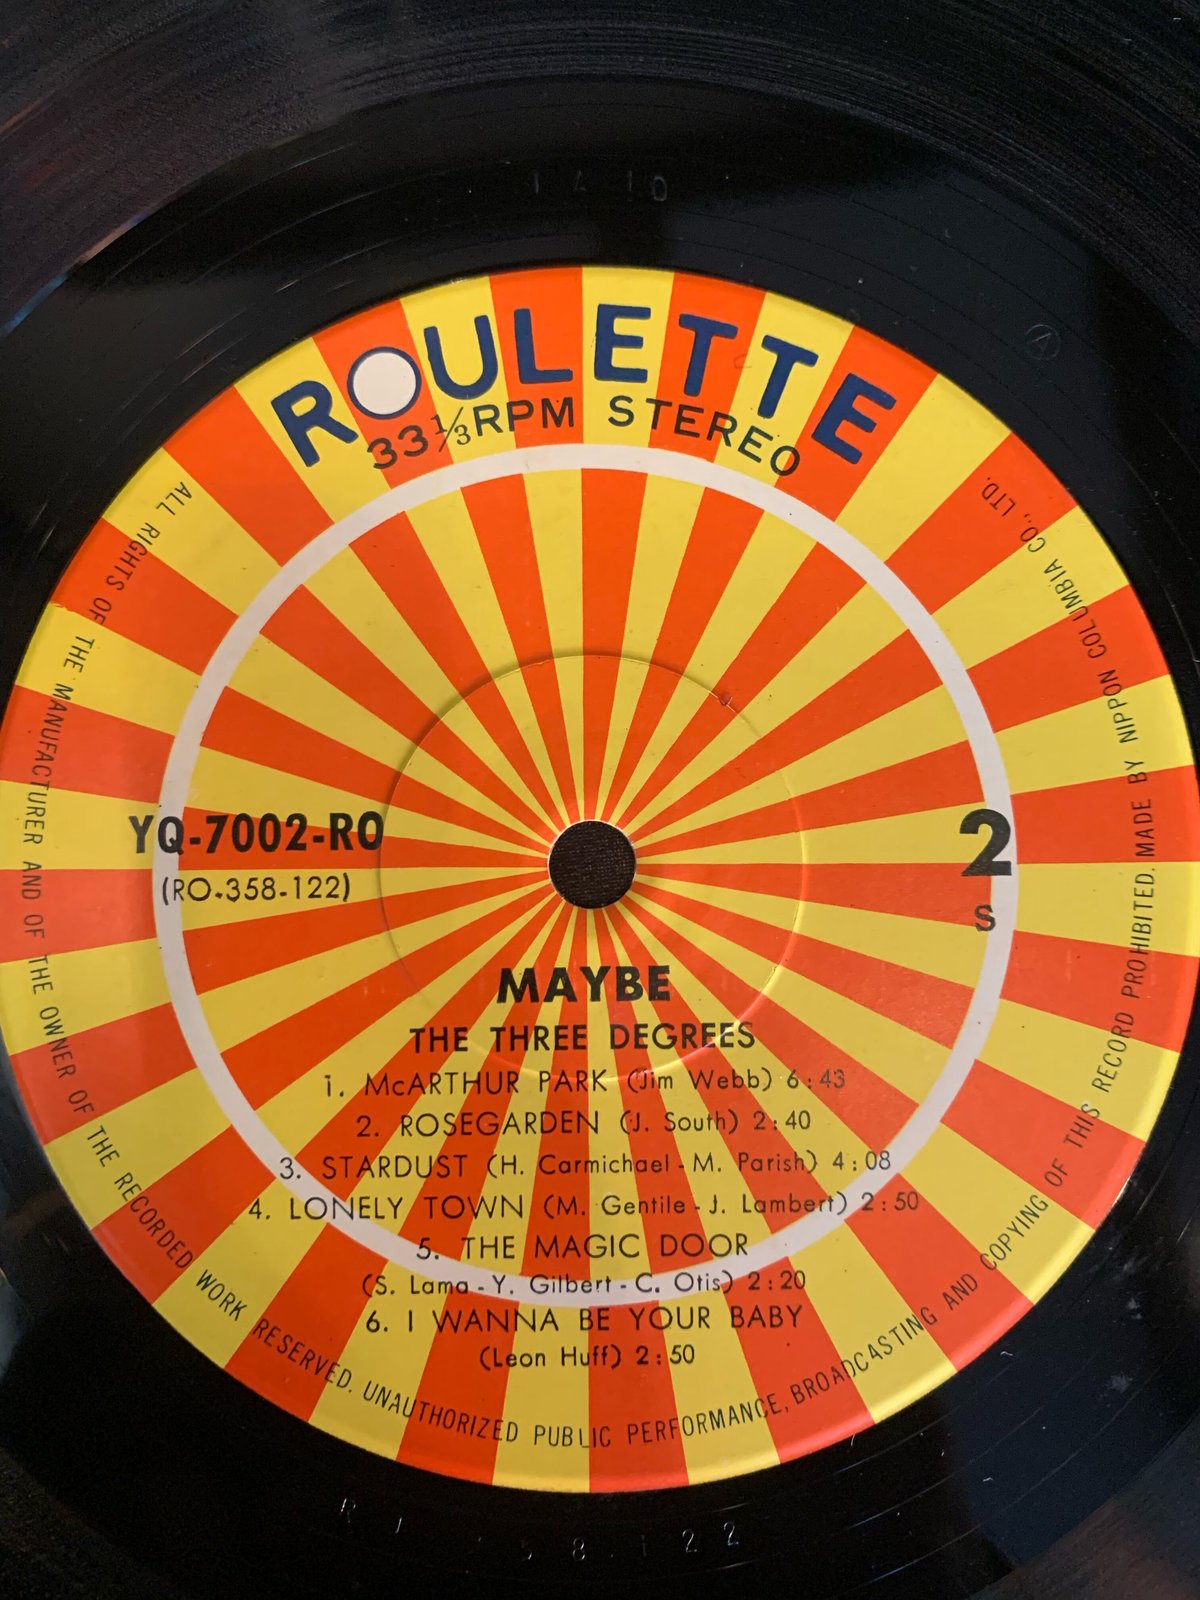 ROULETTE
33⅓RPM STEREO
YQ-7002-RO
(RO-358-122)
2
S
MAYBE
THE THREE DEGREES
1. McARTHUR PARK (Jim Webb) 6:43
2. ROSEGARDEN (J. South) 2:40
3. STARDUST (H. Carmichael-M. Parish) 4:08
4. LONELY TOWN (M. Gentile-J. Lambert) 2:50
5. THE MAGIC DOOR
(S. Lama-Y. Gilbert-C. Otis) 2:20
6. I WANNA BE YOUR BABY
(Leon Huff) 2:50
ALL RIGHTS OF THE MANUFACTURER AND OF THE OWNER OF THE RECORDED WORK RESERVED. UNAUTHORIZED PUBLIC PERFORMANCE, BROADCASTING AND COPYING OF THIS RECORD PROHIBITED. MADE BY NIPPON COLUMBIA CO., LTD.